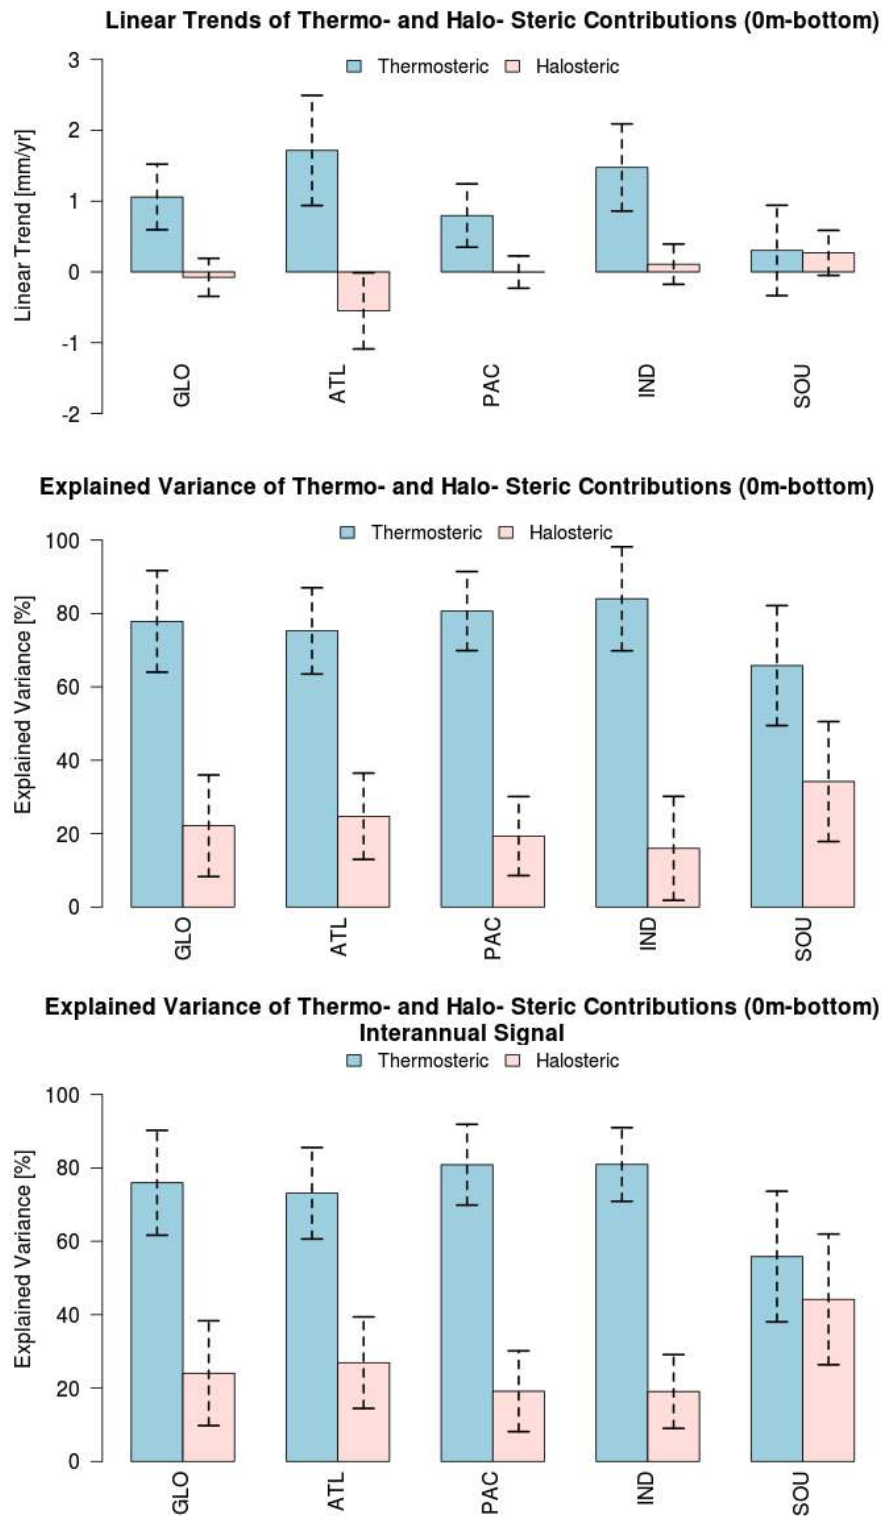 Linear Trends of Thermo- and Halo- Steric Contributions (0m-bottom)
Thermosteric Halosteric
Linear Trend [mm/yr]
3
2
1
0
-1
-2
GLO ATL PAC IND SOU
Explained Variance of Thermo- and Halo- Steric Contributions (0m-bottom)
Thermosteric Halosteric
Explained Variance [%]
100
80
60
40
20
0
GLO ATL PAC IND SOU
Explained Variance of Thermo- and Halo- Steric Contributions (0m-bottom)
Interannual Signal
Thermosteric Halosteric
Explained Variance [%]
100
80
60
40
20
0
GLO ATL PAC IND SOU